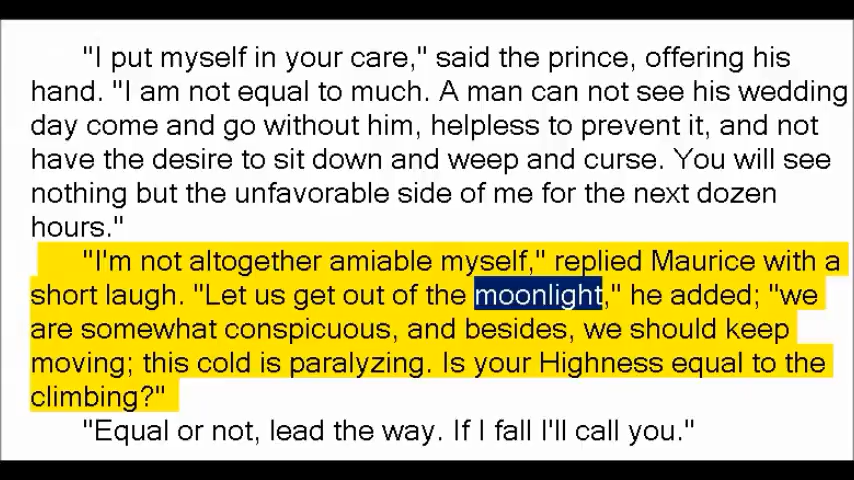 "I put myself in your care," said the prince, offering his
hand. "I am not equal to much. A man can not see his wedding
day come and go without him, helpless to prevent it, and not
have the desire to sit down and weep and curse. You will see
nothing but the unfavorable side of me for the next dozen
hours."
"I'm not altogether amiable myself," replied Maurice with a
short laugh. "Let us get out of the moonlight," he added; "we
are somewhat conspicuous, and besides, we should keep
moving; this cold is paralyzing. Is your Highness equal to the
climbing?"
"Equal or not, lead the way. If I fall I'll call you."